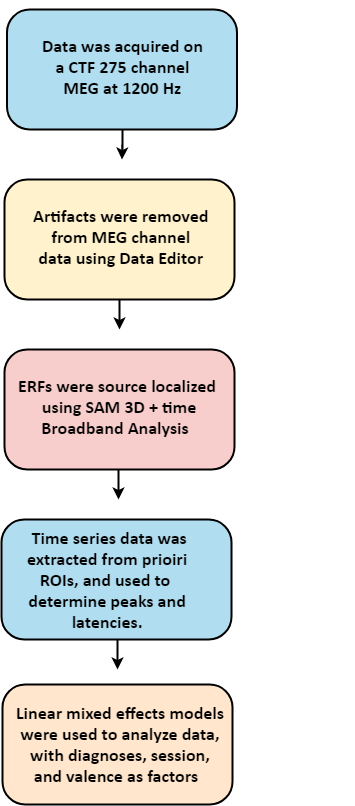 Data was acquired on
a CTF 275 channel
MEG at 1200 Hz
Artifacts were removed
from MEG channel
data using Data Editor
ERFs were source localized
using SAM 3D + time
Broadband Analysis
Time series data was
extracted from prioiri
ROIs, and used to
determine peaks and
latencies.
Linear mixed effects models
were used to analyze data,
with diagnoses, session,
and valence as factors